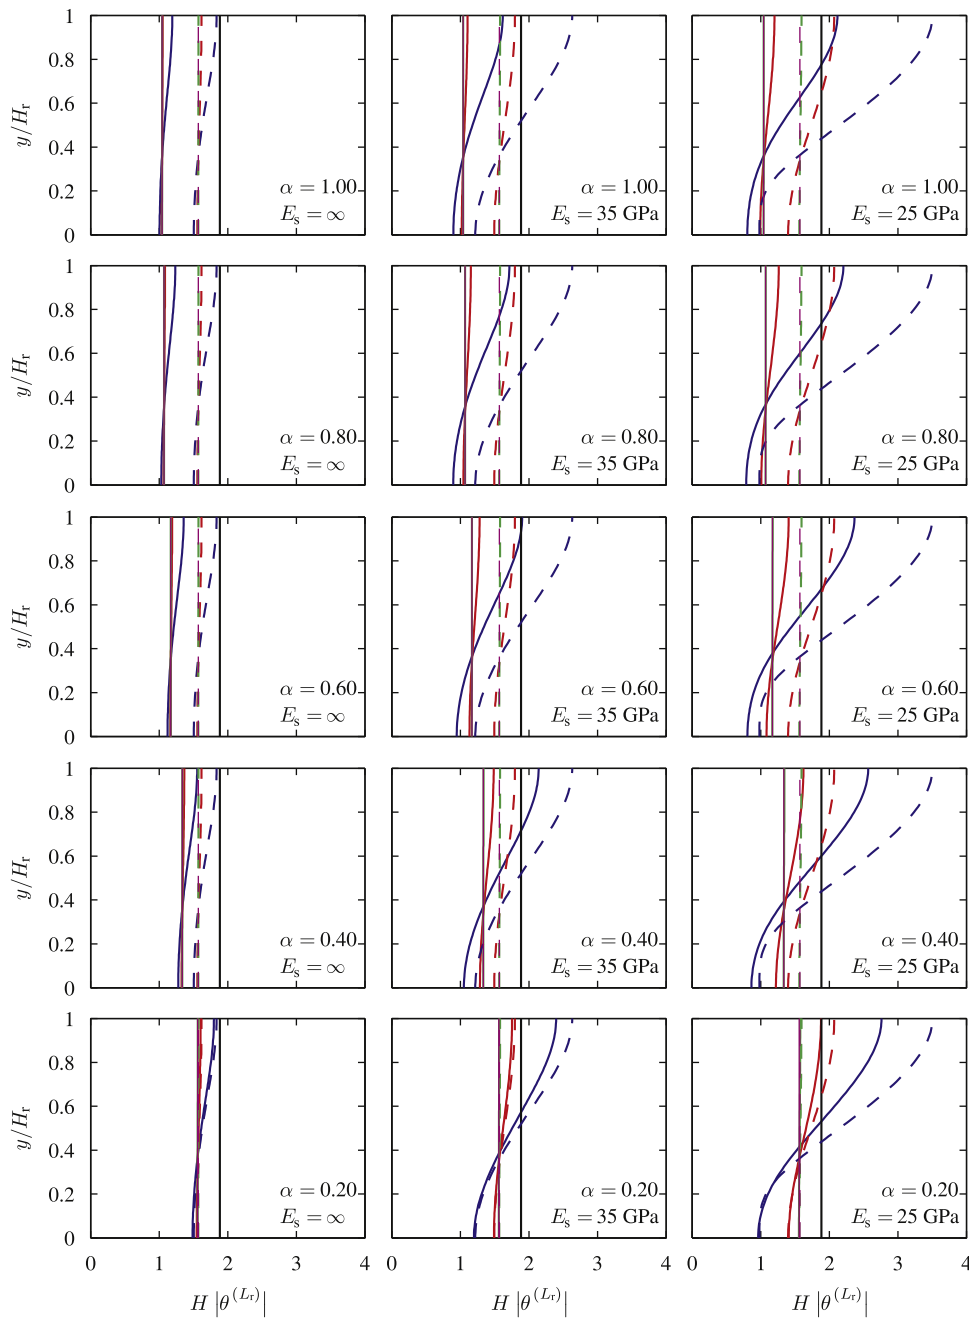 1
0.8
0.6
0.4
0.2
0
y/H_r
α = 1.00
E_s = ∞
α = 1.00
E_s = 35 GPa
α = 1.00
E_s = 25 GPa
1
0.8
0.6
0.4
0.2
0
y/H_r
α = 0.80
E_s = ∞
α = 0.80
E_s = 35 GPa
α = 0.80
E_s = 25 GPa
1
0.8
0.6
0.4
0.2
0
y/H_r
α = 0.60
E_s = ∞
α = 0.60
E_s = 35 GPa
α = 0.60
E_s = 25 GPa
1
0.8
0.6
0.4
0.2
0
y/H_r
α = 0.40
E_s = ∞
α = 0.40
E_s = 35 GPa
α = 0.40
E_s = 25 GPa
1
0.8
0.6
0.4
0.2
0
y/H_r
α = 0.20
E_s = ∞
α = 0.20
E_s = 35 GPa
α = 0.20
E_s = 25 GPa
0 1 2 3 4
0 1 2 3 4
0 1 2 3 4
H |θ^(L_r)|
H |θ^(L_r)|
H |θ^(L_r)|